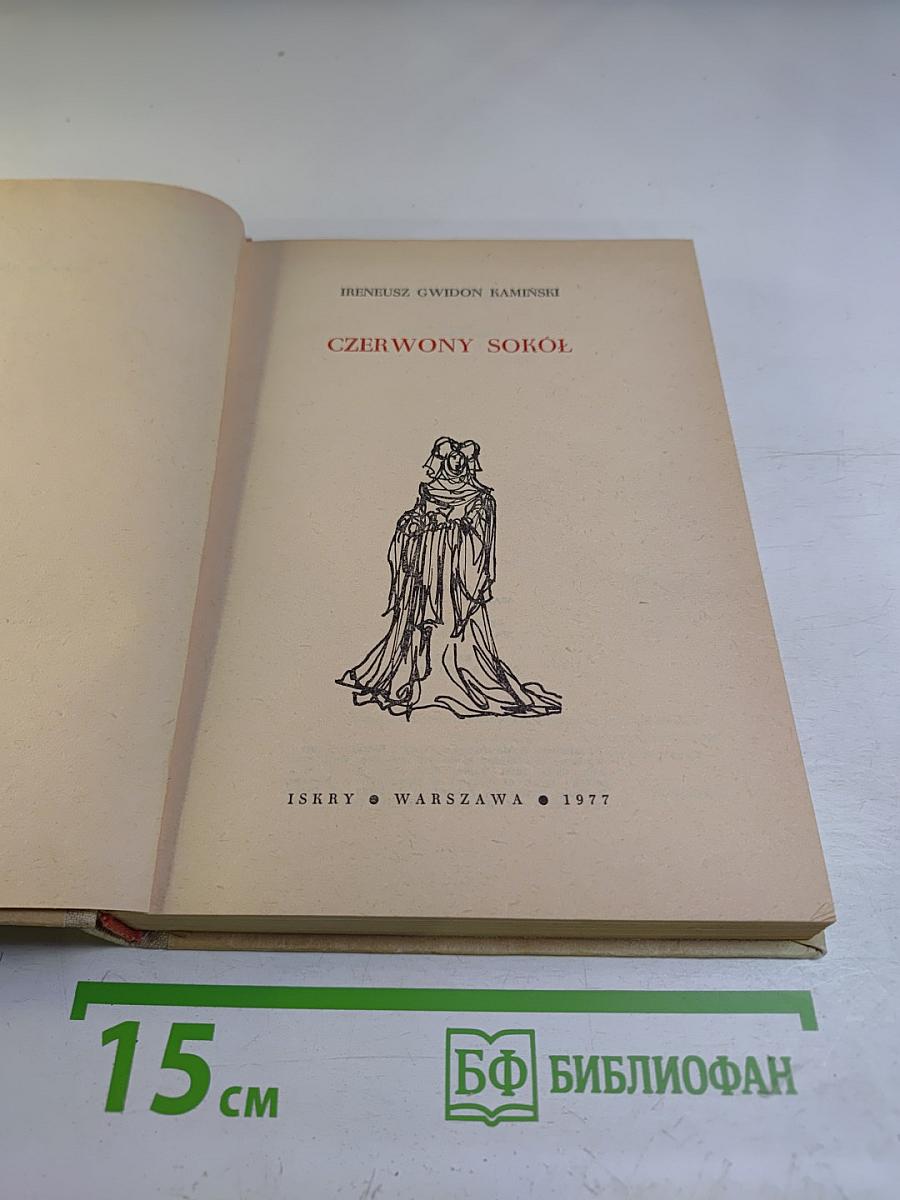 IRENEUSZ GWIDON KAMIŃSKI
CZERWONY SOKÓŁ
ISKRY ● WARSZAWA ● 1977
15 см
БФ БИБЛИОФАН